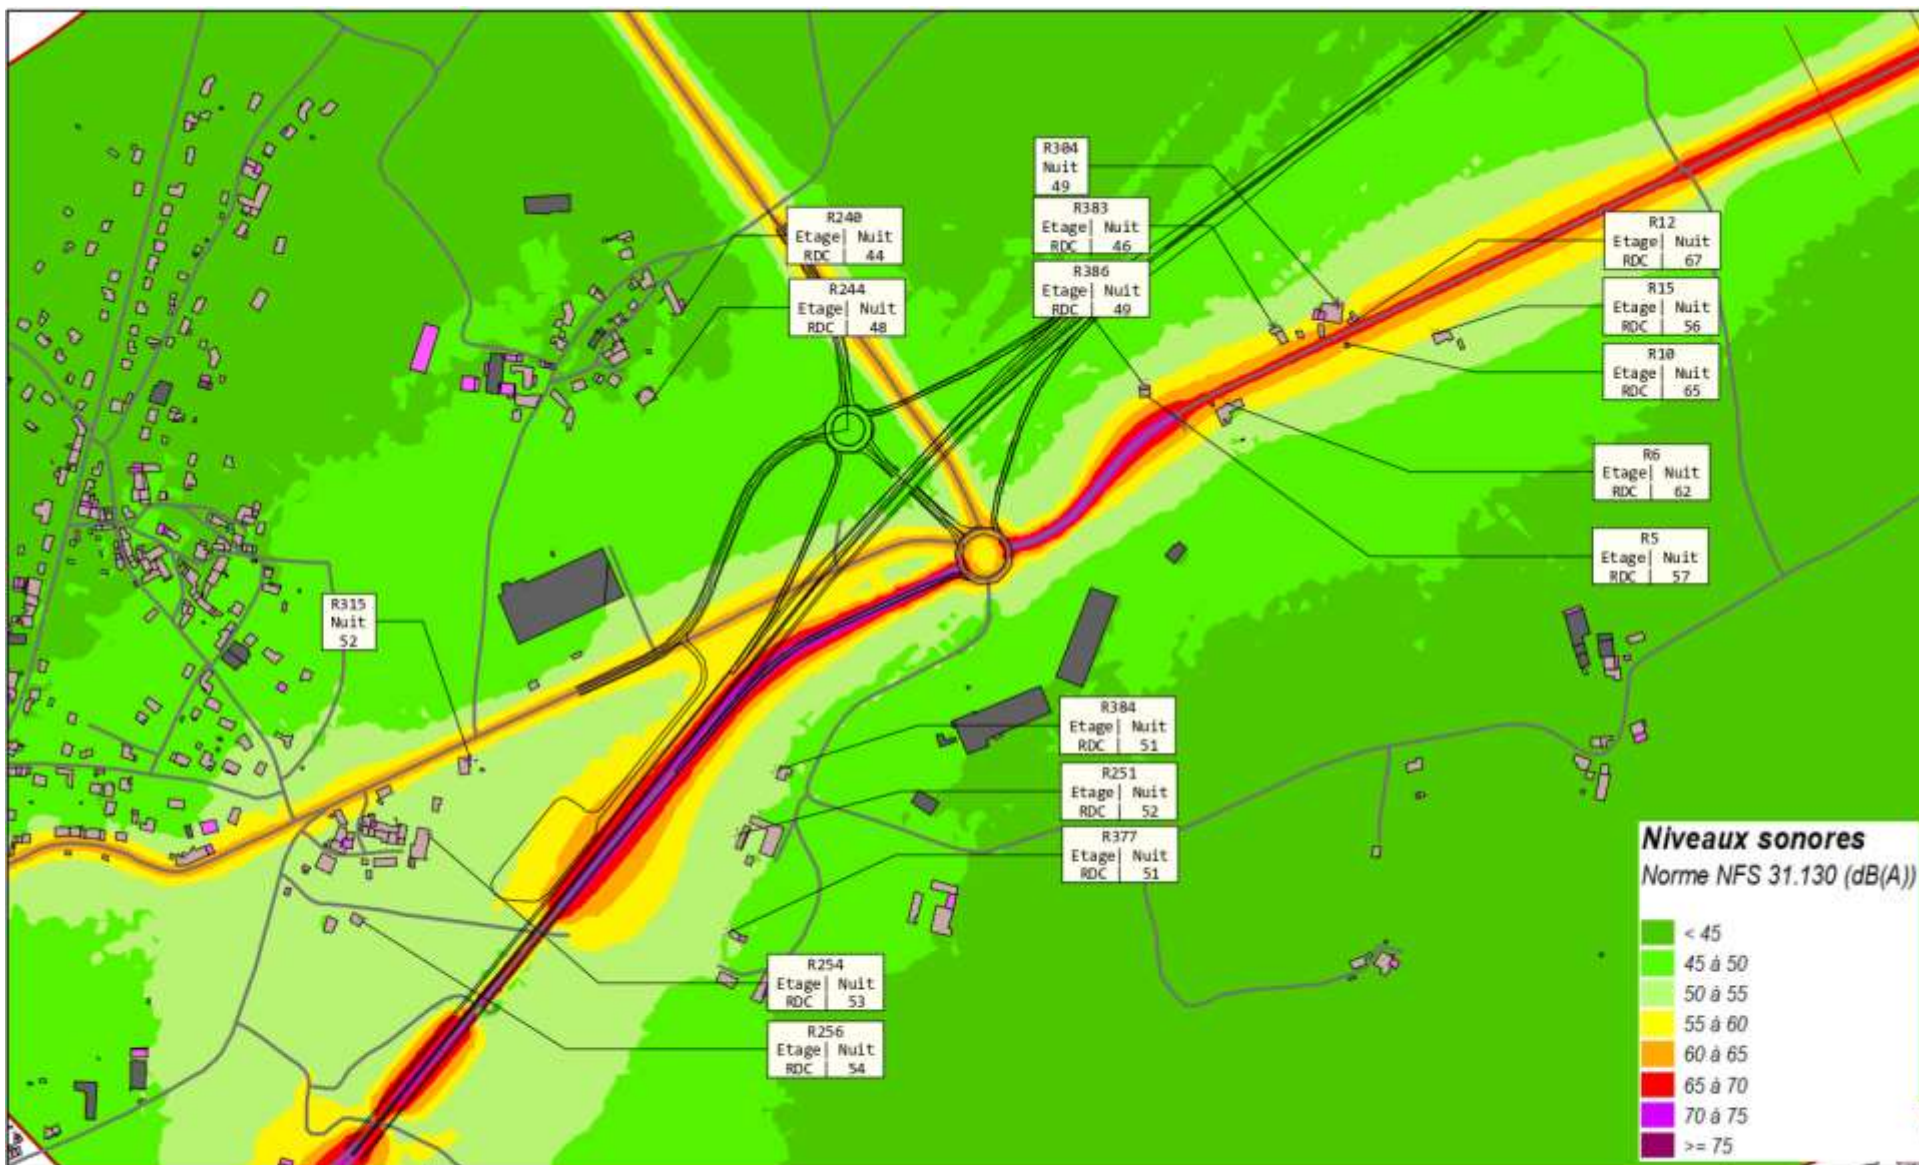 R304
Nuit
49
R383
Etage| Nuit
RDC | 46
R386
Etage| Nuit
RDC | 49
R240
Etage| Nuit
RDC | 44
R244
Etage| Nuit
RDC | 48
R12
Etage| Nuit
RDC | 67
R15
Etage| Nuit
RDC | 56
R10
Etage| Nuit
RDC | 65
R6
Etage| Nuit
RDC | 62
R5
Etage| Nuit
RDC | 57
R315
Nuit
52
R384
Etage| Nuit
RDC | 51
R251
Etage| Nuit
RDC | 52
R377
Etage| Nuit
RDC | 51
R254
Etage| Nuit
RDC | 53
R256
Etage| Nuit
RDC | 54
Niveaux sonores
Norme NFS 31.130 (dB(A))
< 45
45 à 50
50 à 55
55 à 60
60 à 65
65 à 70
70 à 75
>= 75